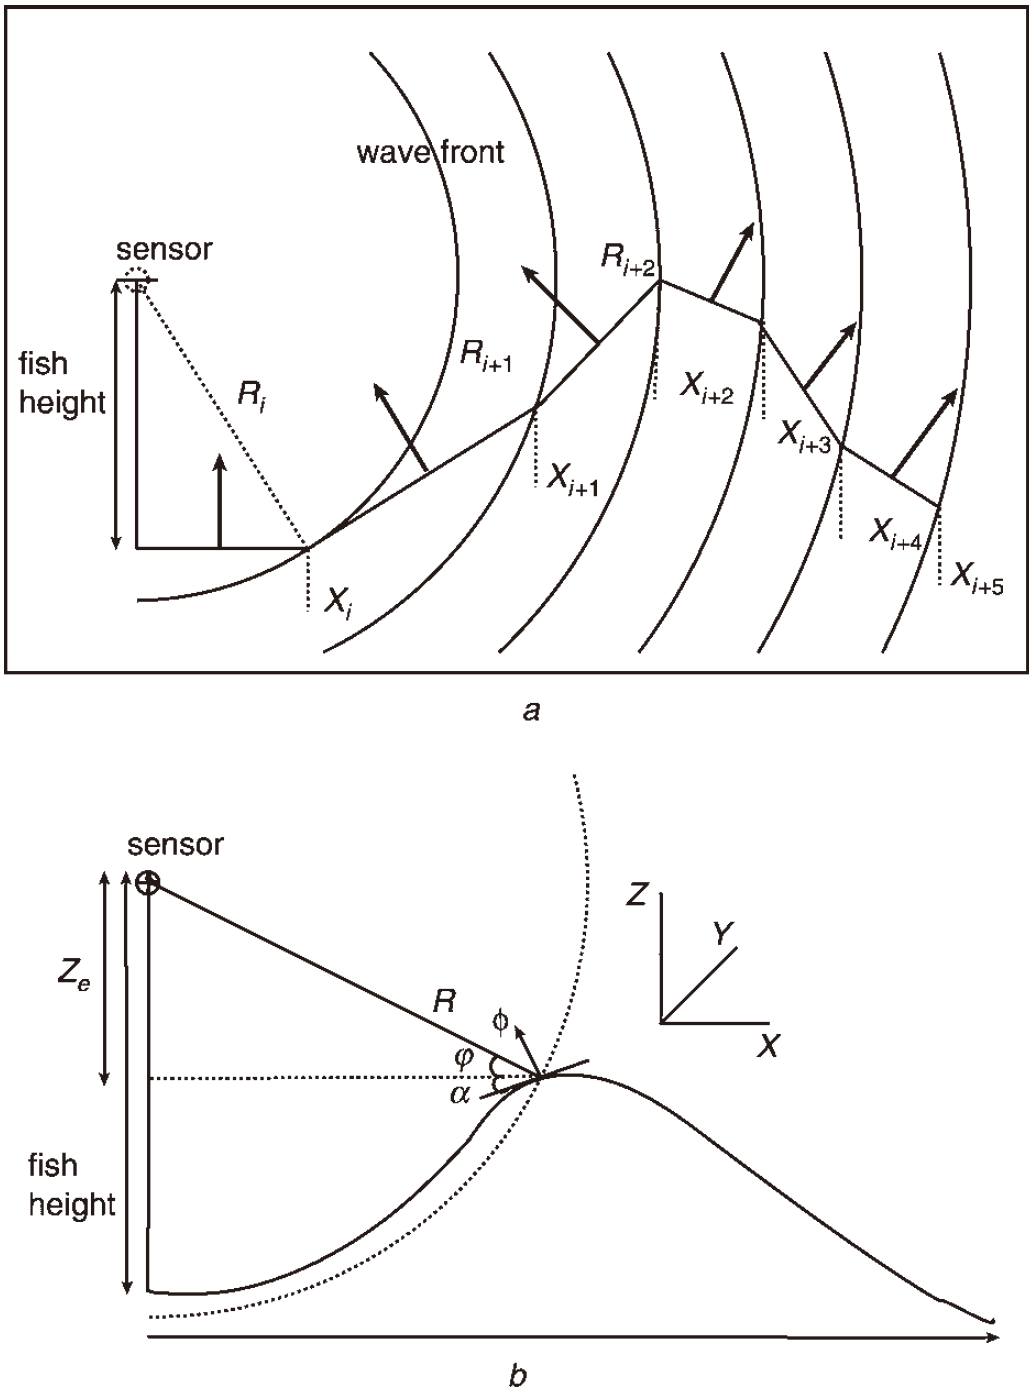 wave front
sensor
R_{i+2}
R_{i+1}
fish
height
R_i
X_{i+2}
X_{i+3}
X_{i+1}
X_{i+4}
X_{i+5}
X_i
a
sensor
Z
Y
Z_e
R
ϕ
X
φ
α
fish
height
b